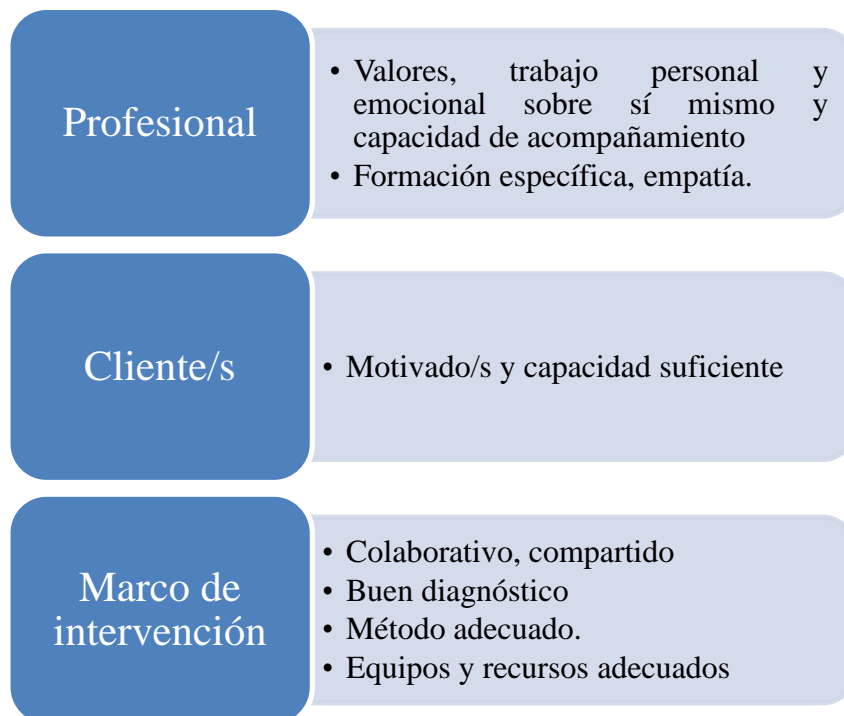 Profesional
• Valores, trabajo personal y
emocional sobre sí mismo y
capacidad de acompañamiento
• Formación específica, empatía.
Cliente/s
• Motivado/s y capacidad suficiente
Marco de
intervención
• Colaborativo, compartido
• Buen diagnóstico
• Método adecuado.
• Equipos y recursos adecuados